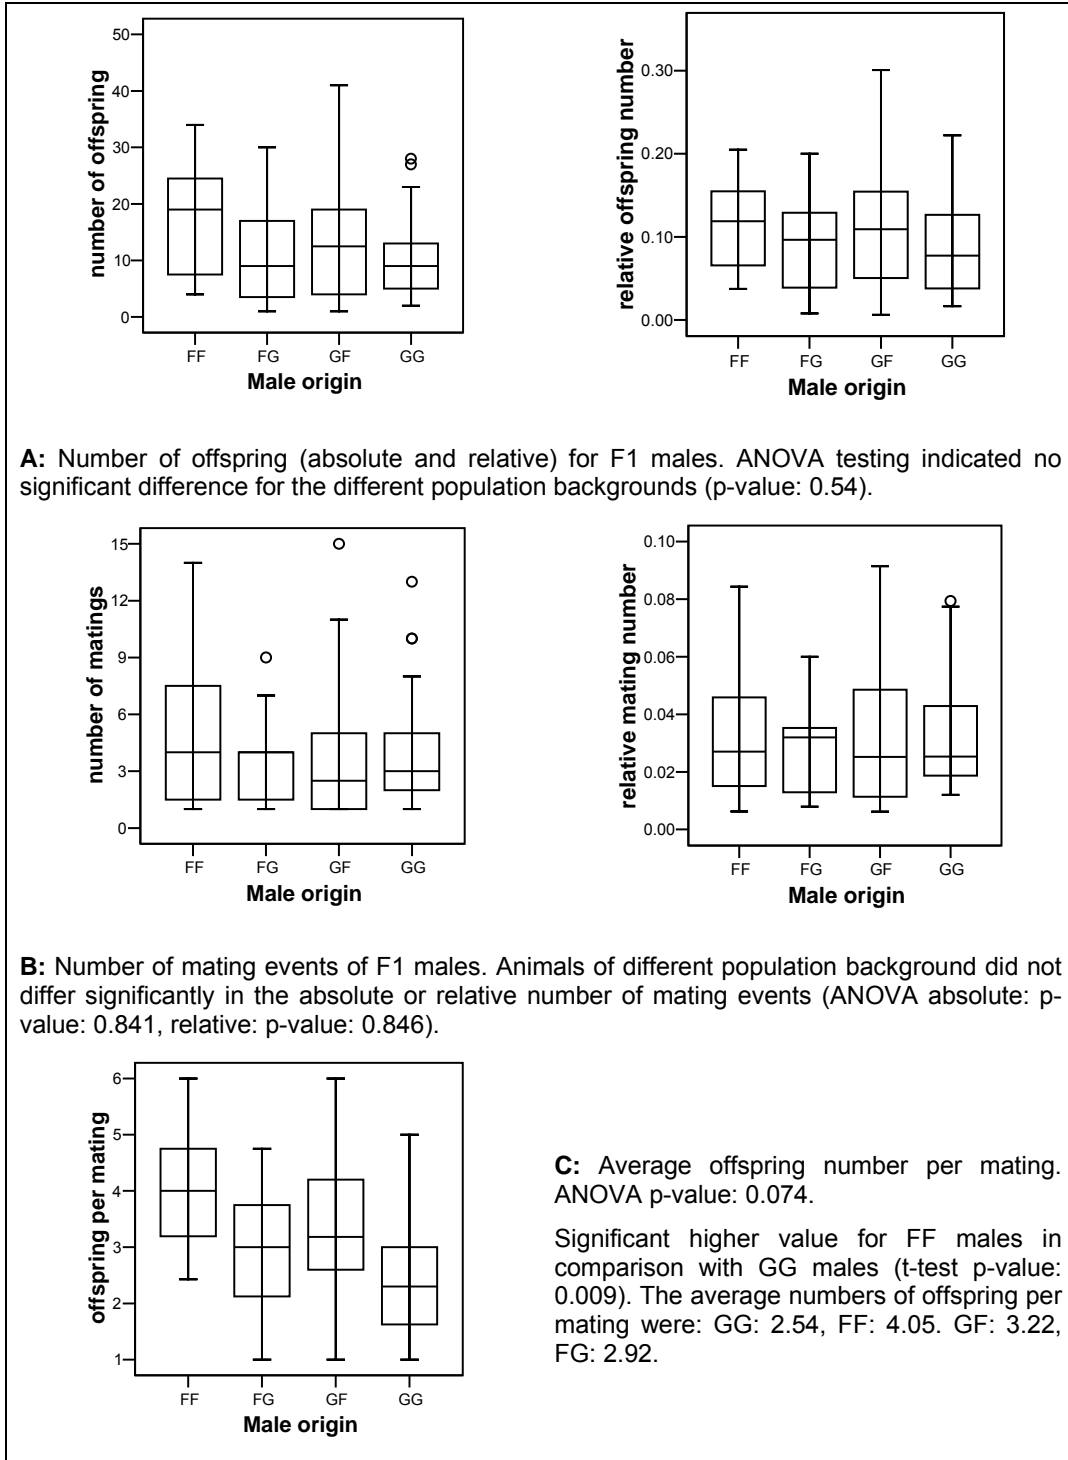 number of offspring
50
40
30
20
10
0
FF FG GF GG
Male origin
relative offspring number
0.30
0.20
0.10
0.00
FF FG GF GG
Male origin
A: Number of offspring (absolute and relative) for F1 males. ANOVA testing indicated no
significant difference for the different population backgrounds (p-value: 0.54).
number of matings
15
12
9
6
3
0
FF FG GF GG
Male origin
relative mating number
0.10
0.08
0.06
0.04
0.02
0.00
FF FG GF GG
Male origin
B: Number of mating events of F1 males. Animals of different population background did not
differ significantly in the absolute or relative number of mating events (ANOVA absolute: p-
value: 0.841, relative: p-value: 0.846).
offspring per mating
6
5
4
3
2
1
FF FG GF GG
Male origin
C: Average offspring number per mating.
ANOVA p-value: 0.074.
Significant higher value for FF males in
comparison with GG males (t-test p-value:
0.009). The average numbers of offspring per
mating were: GG: 2.54, FF: 4.05. GF: 3.22,
FG: 2.92.